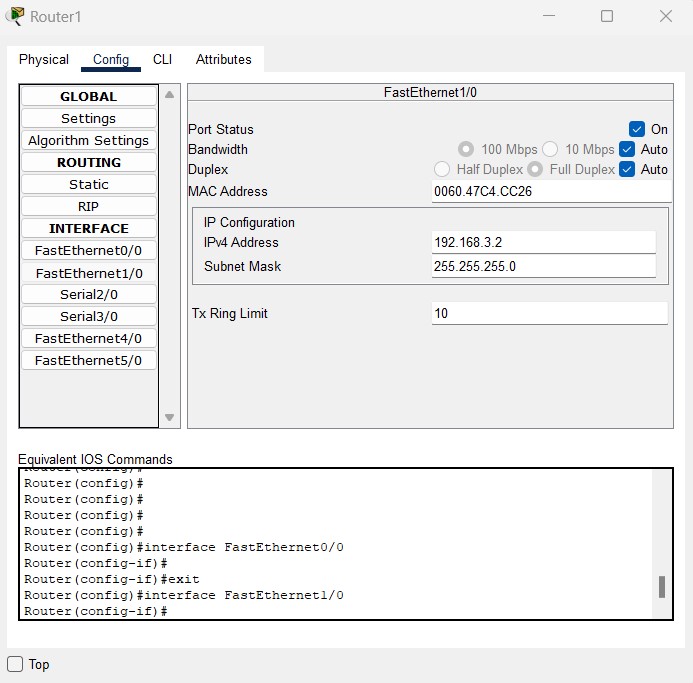 Router1
Physical Config CLI Attributes
GLOBAL
Settings
Algorithm Settings
ROUTING
Static
RIP
INTERFACE
FastEthernet0/0
FastEthernet1/0
Serial2/0
Serial3/0
FastEthernet4/0
FastEthernet5/0
FastEthernet1/0
Port Status On
Bandwidth 100 Mbps 10 Mbps Auto
Duplex Half Duplex Full Duplex Auto
MAC Address 0060.47C4.CC26
IP Configuration
IPv4 Address 192.168.3.2
Subnet Mask 255.255.255.0
Tx Ring Limit 10
Equivalent IOS Commands
Router(config)#
Router(config)#
Router(config)#
Router(config)#
Router(config)#
Router(config)#interface FastEthernet0/0
Router(config-if)#
Router(config-if)#exit
Router(config)#interface FastEthernet1/0
Router(config-if)#
Top